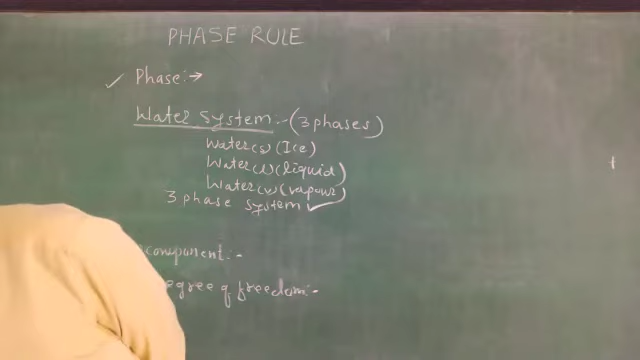 PHASE RULE
✓ Phase:→
Water system:- (3 phases)
Water(s) (Ice)
Water(l) (liquid)
Water(v) (vapour)
3 phase system ✓
component:-
egree of freedom:-